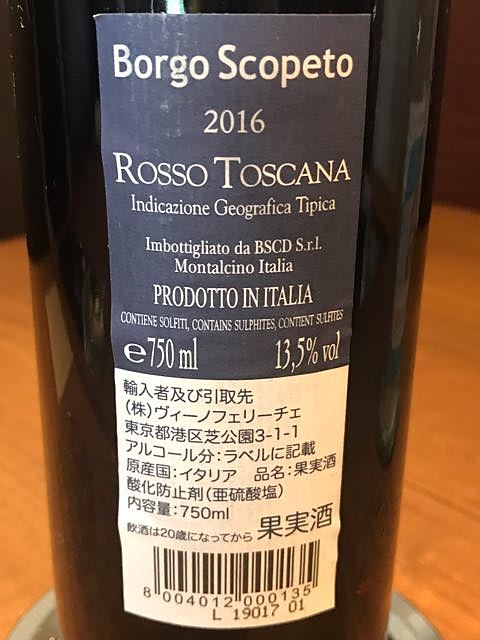 Borgo Scopeto
2016
ROSSO TOSCANA
Indicazione Geografica Tipica
Imbottigliato da BSCD S.r.l.
Montalcino Italia
PRODOTTO IN ITALIA
CONTIENE SOLFITI, CONTAINS SULPHITES, CONTIENT SULFITES
e750 ml 13,5% vol
輸入者及び引取先
(株)ヴィーノフェリーチェ
東京都港区芝公園3-1-1
アルコール分:ラベルに記載
原産国:イタリア 品名:果実酒
酸化防止剤(亜硫酸塩)
内容量:750ml
飲酒は20歳になってから 果実酒
8 004012 000135
L 19017 01